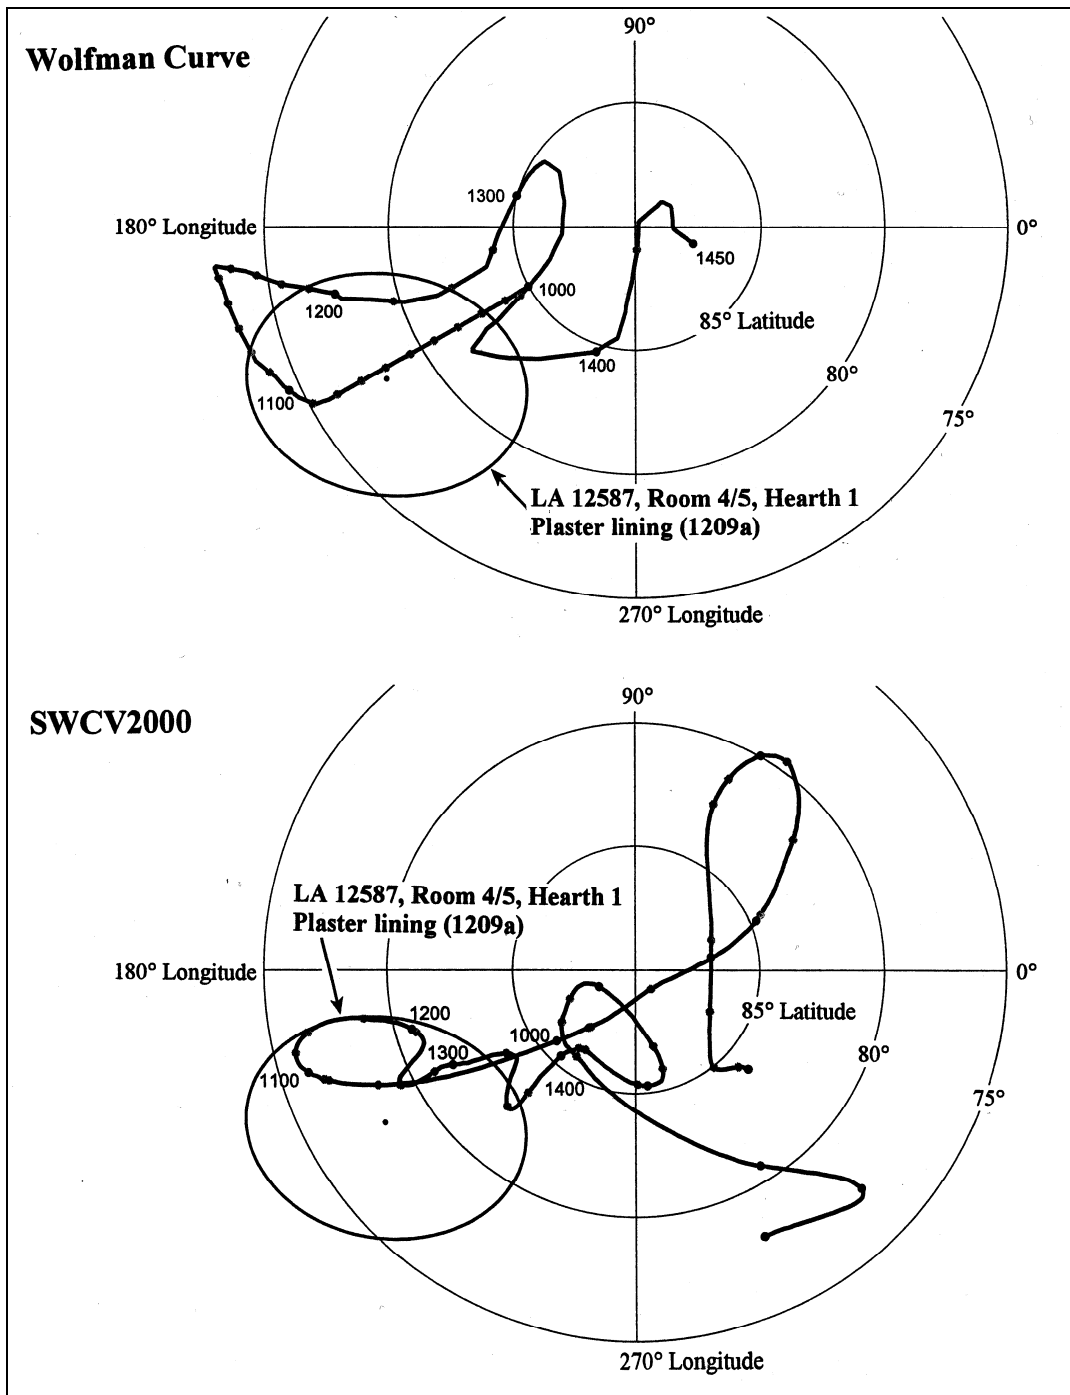 Wolfman Curve
90°
1300
180° Longitude
0°
1450
1000
1200
85° Latitude
1400
80°
1100
75°
LA 12587, Room 4/5, Hearth 1
Plaster lining (1209a)
270° Longitude
SWCV2000
90°
LA 12587, Room 4/5, Hearth 1
Plaster lining (1209a)
180° Longitude
0°
1200
85° Latitude
1000
1300
80°
1100
1400
75°
270° Longitude